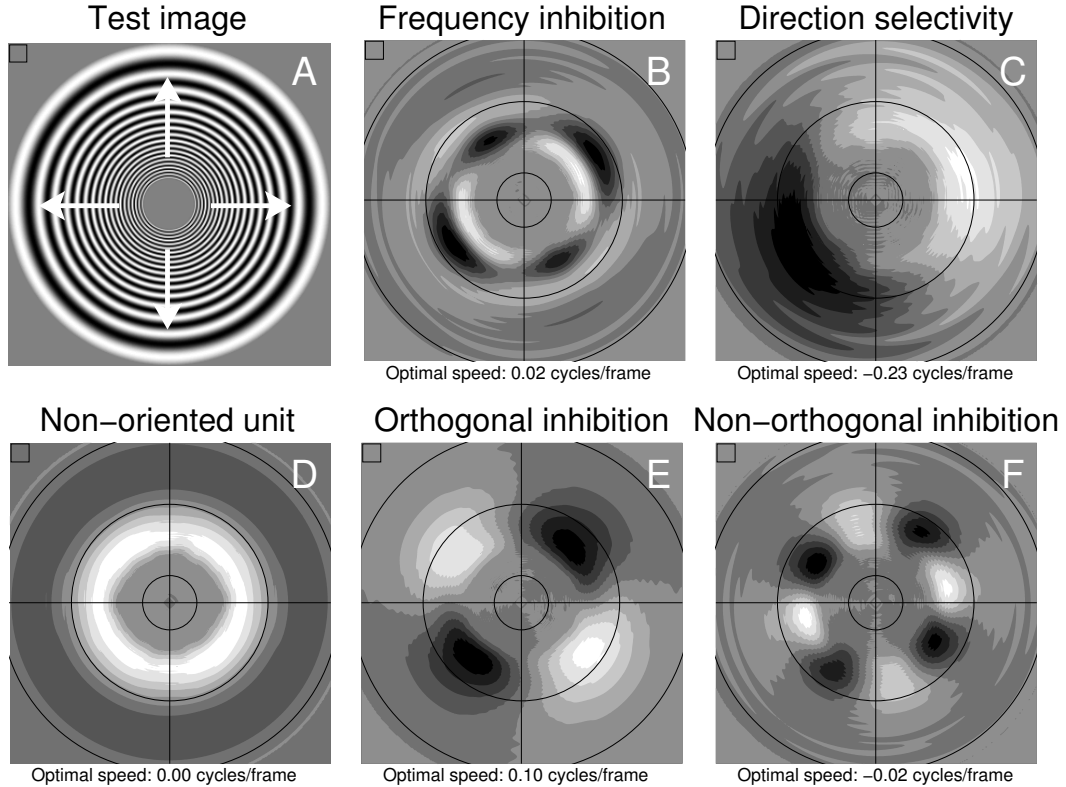 Test image
Frequency inhibition
Direction selectivity
A
B
C
Optimal speed: 0.02 cycles/frame
Optimal speed: −0.23 cycles/frame
Non−oriented unit
Orthogonal inhibition
Non−orthogonal inhibition
D
E
F
Optimal speed: 0.00 cycles/frame
Optimal speed: 0.10 cycles/frame
Optimal speed: −0.02 cycles/frame